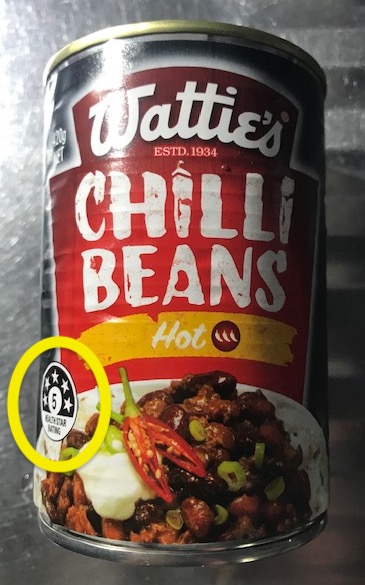 Wattie's
ESTD. 1934
420g
NET
CHILLI
BEANS
Hot
5
HEALTH STAR
RATING